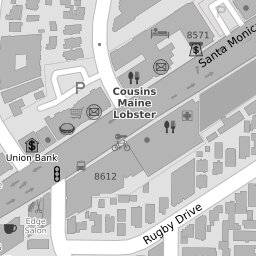 8571
Santa Monic
Cousins
Maine
Lobster
P
Union Bank
8612
Edge
Salon
Rugby Drive